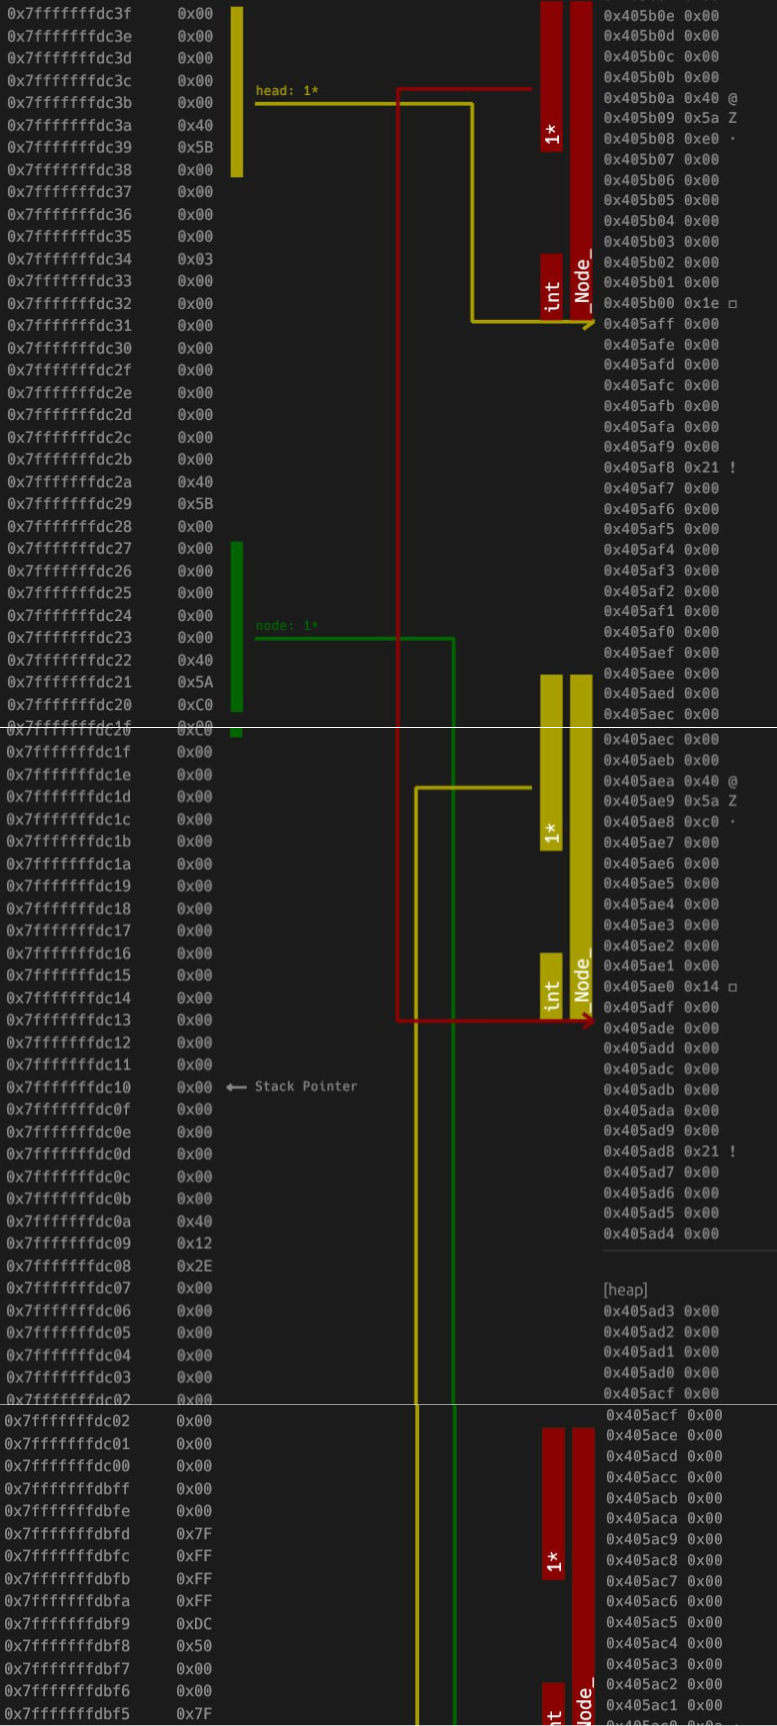 0x7fffffffdc3f 0x00
0x7fffffffdc3e 0x00
0x7fffffffdc3d 0x00
0x7fffffffdc3c 0x00
0x7fffffffdc3b 0x00
0x7fffffffdc3a 0x40
0x7fffffffdc39 0x5B
0x7fffffffdc38 0x00
0x7fffffffdc37 0x00
0x7fffffffdc36 0x00
0x7fffffffdc35 0x00
0x7fffffffdc34 0x03
0x7fffffffdc33 0x00
0x7fffffffdc32 0x00
0x7fffffffdc31 0x00
0x7fffffffdc30 0x00
0x7fffffffdc2f 0x00
0x7fffffffdc2e 0x00
0x7fffffffdc2d 0x00
0x7fffffffdc2c 0x00
0x7fffffffdc2b 0x00
0x7fffffffdc2a 0x40
0x7fffffffdc29 0x5B
0x7fffffffdc28 0x00
0x7fffffffdc27 0x00
0x7fffffffdc26 0x00
0x7fffffffdc25 0x00
0x7fffffffdc24 0x00
0x7fffffffdc23 0x00
0x7fffffffdc22 0x40
0x7fffffffdc21 0x5A
0x7fffffffdc20 0xC0
0x7fffffffdc1f 0x00
0x7fffffffdc1e 0x00
0x7fffffffdc1d 0x00
0x7fffffffdc1c 0x00
0x7fffffffdc1b 0x00
0x7fffffffdc1a 0x00
0x7fffffffdc19 0x00
0x7fffffffdc18 0x00
0x7fffffffdc17 0x00
0x7fffffffdc16 0x00
0x7fffffffdc15 0x00
0x7fffffffdc14 0x00
0x7fffffffdc13 0x00
0x7fffffffdc12 0x00
0x7fffffffdc11 0x00
0x7fffffffdc10 0x00
0x7fffffffdc0f 0x00
0x7fffffffdc0e 0x00
0x7fffffffdc0d 0x00
0x7fffffffdc0c 0x00
0x7fffffffdc0b 0x00
0x7fffffffdc0a 0x40
0x7fffffffdc09 0x12
0x7fffffffdc08 0x2E
0x7fffffffdc07 0x00
0x7fffffffdc06 0x00
0x7fffffffdc05 0x00
0x7fffffffdc04 0x00
0x7fffffffdc03 0x00
0x7fffffffdc02 0x00
0x7fffffffdc02 0x00
0x7fffffffdc01 0x00
0x7fffffffdc00 0x00
0x7fffffffdbff 0x00
0x7fffffffdbfe 0x00
0x7fffffffdbfd 0x7F
0x7fffffffdbfc 0xFF
0x7fffffffdbfb 0xFF
0x7fffffffdbfa 0xFF
0x7fffffffdbf9 0xDC
0x7fffffffdbf8 0x50
0x7fffffffdbf7 0x00
0x7fffffffdbf6 0x00
0x7fffffffdbf5 0x7F
head: 1*
node: 1*
← Stack Pointer
1*
int
_Node_
1*
int
_Node_
1*
Node_
0x405b0e 0x00
0x405b0d 0x00
0x405b0c 0x00
0x405b0b 0x00
0x405b0a 0x40 @
0x405b09 0x5a Z
0x405b08 0xe0 ·
0x405b07 0x00
0x405b06 0x00
0x405b05 0x00
0x405b04 0x00
0x405b03 0x00
0x405b02 0x00
0x405b01 0x00
0x405b00 0x1e □
0x405aff 0x00
0x405afe 0x00
0x405afd 0x00
0x405afc 0x00
0x405afb 0x00
0x405afa 0x00
0x405af9 0x00
0x405af8 0x21 !
0x405af7 0x00
0x405af6 0x00
0x405af5 0x00
0x405af4 0x00
0x405af3 0x00
0x405af2 0x00
0x405af1 0x00
0x405af0 0x00
0x405aef 0x00
0x405aee 0x00
0x405aed 0x00
0x405aec 0x00
0x405aec 0x00
0x405aeb 0x00
0x405aea 0x40 @
0x405ae9 0x5a Z
0x405ae8 0xc0 ·
0x405ae7 0x00
0x405ae6 0x00
0x405ae5 0x00
0x405ae4 0x00
0x405ae3 0x00
0x405ae2 0x00
0x405ae1 0x00
0x405ae0 0x14 □
0x405adf 0x00
0x405ade 0x00
0x405add 0x00
0x405adc 0x00
0x405adb 0x00
0x405ada 0x00
0x405ad9 0x00
0x405ad8 0x21 !
0x405ad7 0x00
0x405ad6 0x00
0x405ad5 0x00
0x405ad4 0x00
[heap]
0x405ad3 0x00
0x405ad2 0x00
0x405ad1 0x00
0x405ad0 0x00
0x405acf 0x00
0x405acf 0x00
0x405ace 0x00
0x405acd 0x00
0x405acc 0x00
0x405acb 0x00
0x405aca 0x00
0x405ac9 0x00
0x405ac8 0x00
0x405ac7 0x00
0x405ac6 0x00
0x405ac5 0x00
0x405ac4 0x00
0x405ac3 0x00
0x405ac2 0x00
0x405ac1 0x00